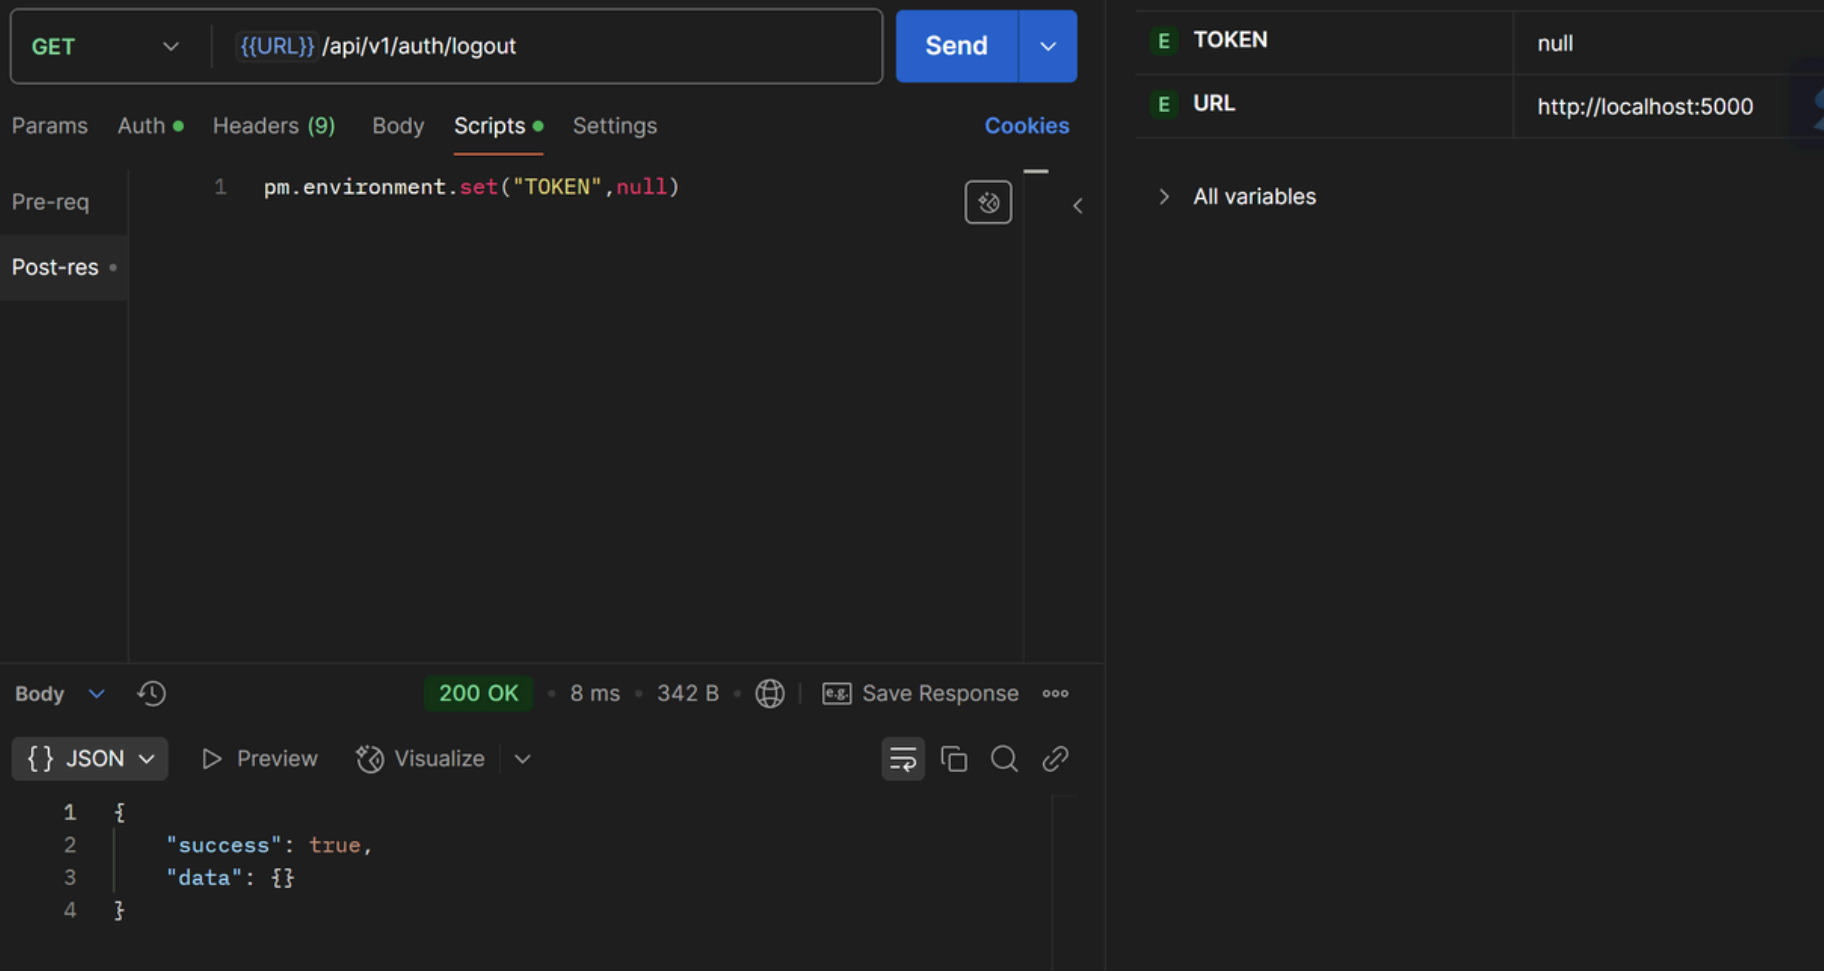 GET {{URL}} /api/v1/auth/logout Send
Params Auth Headers (9) Body Scripts Settings Cookies
Pre-req
Post-res
1 pm.environment.set("TOKEN",null)
E TOKEN null
E URL http://localhost:5000
All variables
Body 200 OK • 8 ms • 342 B • e.g. Save Response
{} JSON Preview Visualize
1 {
2 "success": true,
3 "data": {}
4 }